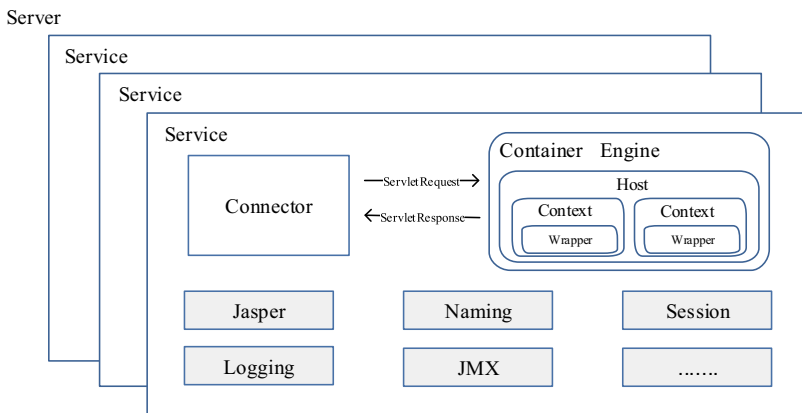 Server
Service
Service
Service
Container Engine
Connector
ServletRequest
ServletResponse
Host
Context
Context
Wrapper
Wrapper
Jasper
Naming
Session
Logging
JMX
…….